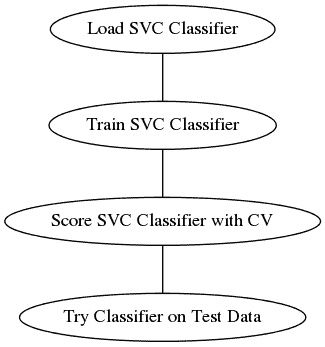 Load SVC Classifier
Train SVC Classifier
Score SVC Classifier with CV
Try Classifier on Test Data